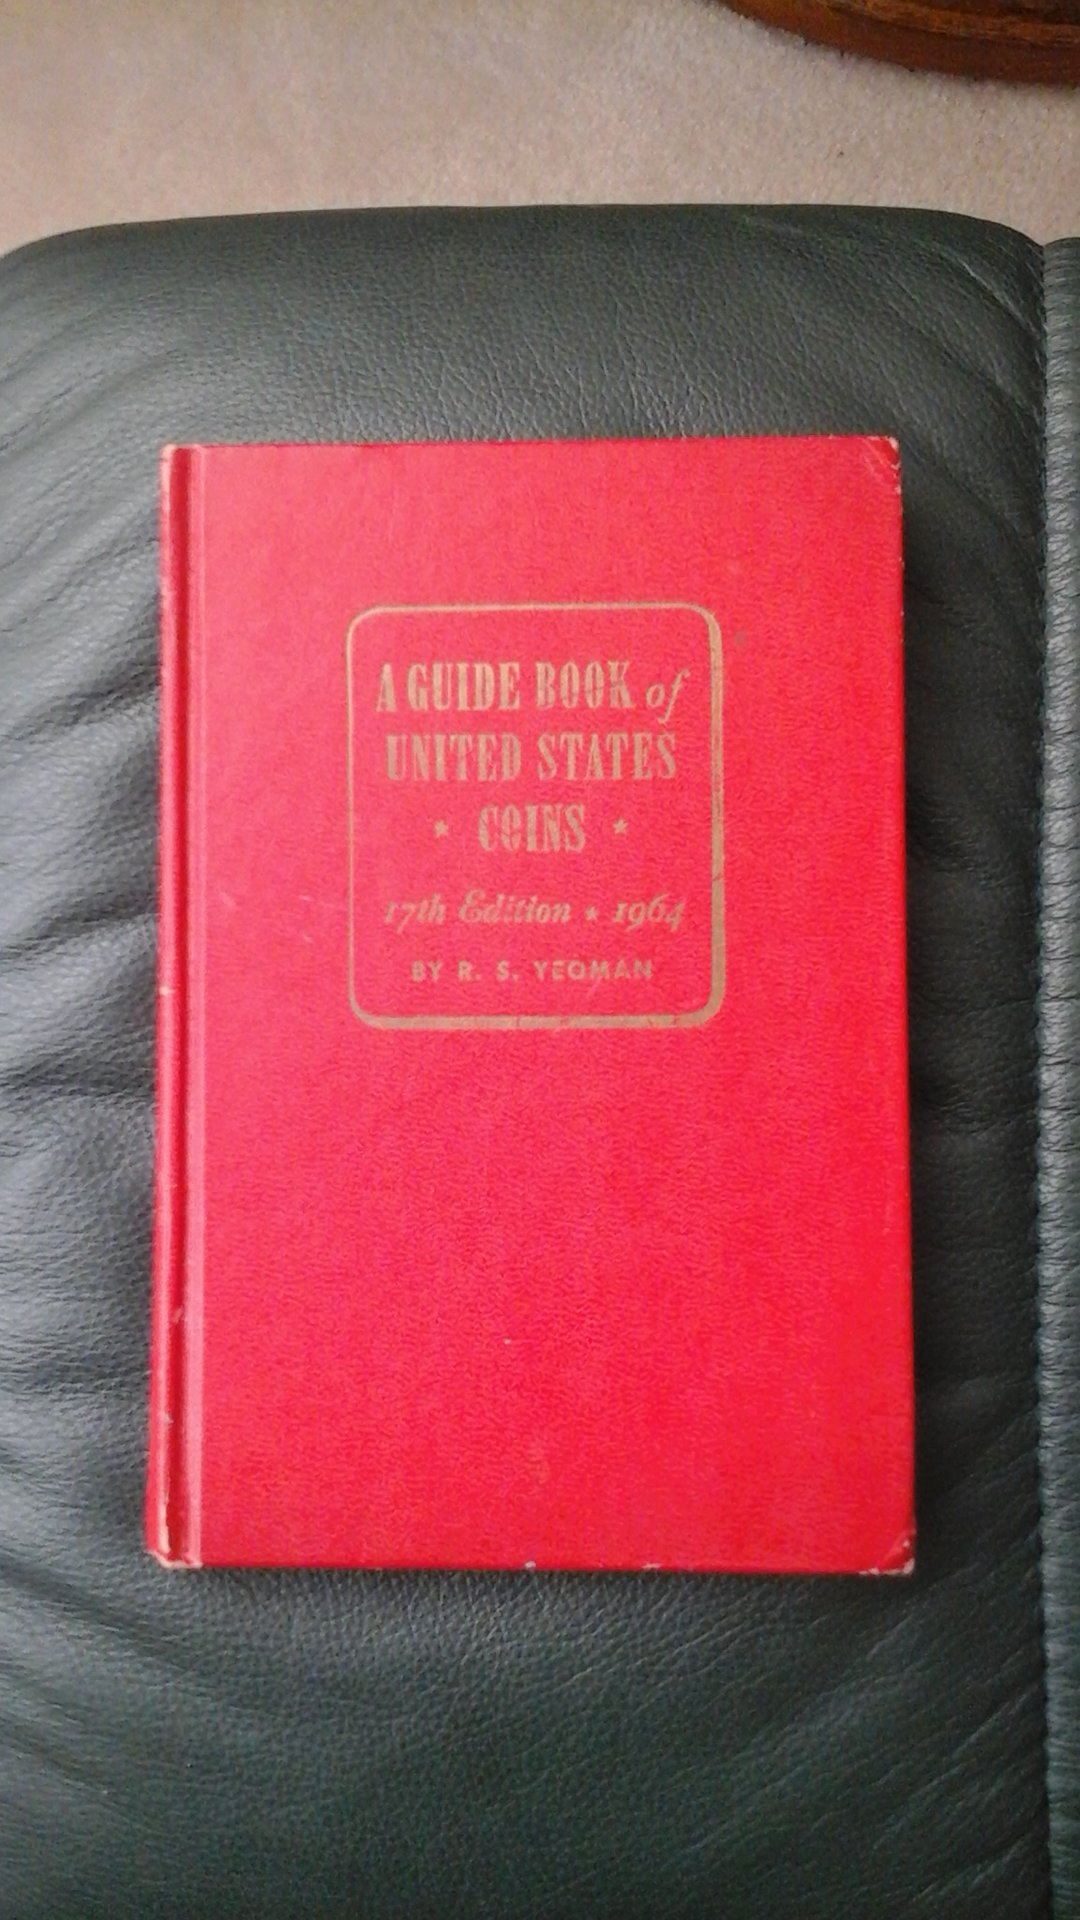 A GUIDE BOOK of
UNITED STATES
★ COINS ★
17th Edition ★ 1964
BY R. S. YEOMAN